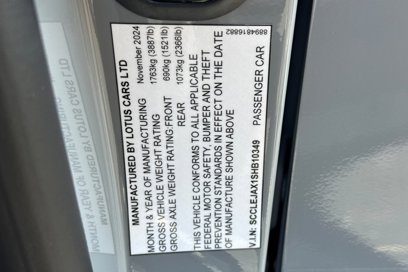 MANUFACTURED BY LOTUS CARS LTD
MONTH & YEAR OF MANUFACTURING November 2024
GROSS VEHICLE WEIGHT RATING 1763kg (3887lb)
GROSS AXLE WEIGHT RATING: FRONT 690kg (1521lb)
REAR 1073kg (2366lb)
THIS VEHICLE CONFORMS TO ALL APPLICABLE
FEDERAL MOTOR SAFETY, BUMPER AND THEFT
PREVENTION STANDARDS IN EFFECT ON THE DATE
OF MANUFACTURE SHOWN ABOVE
V.I.N: SCCLEJAX1SHB10349 PASSENGER CAR
8894816882